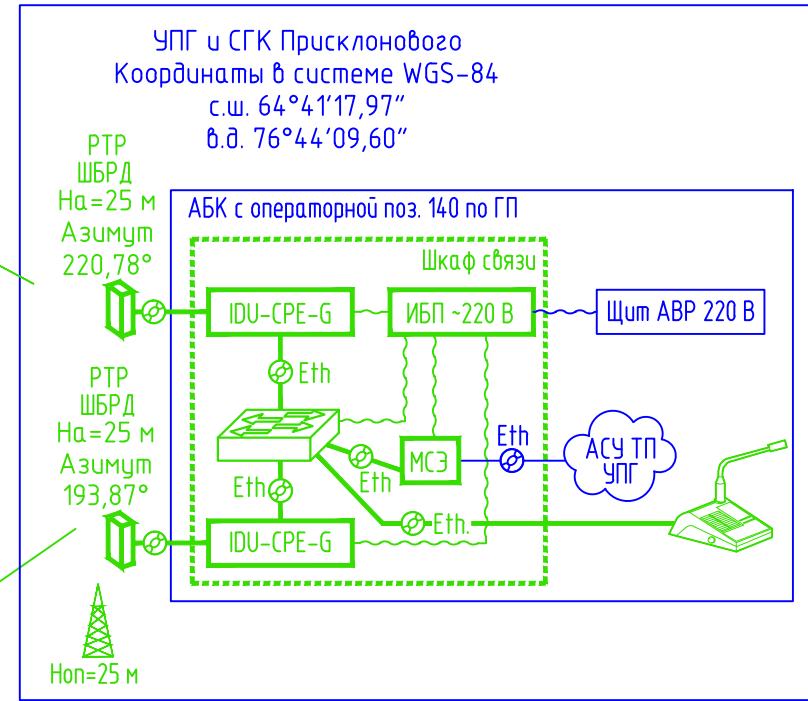 УПГ и СГК Присклонового
Координаты в системе WGS-84
с.ш. 64°41'17,97"
в.д. 76°44'09,60"
РТР
ШБРД
На=25 м
Азимут
220,78°
АБК с операторной поз. 140 по ГП
Шкаф связи
IDU-CPE-G
ИБП ~220 В
Щит АВР 220 В
Eth
РТР
ШБРД
На=25 м
Азимут
193,87°
Eth
АСУ ТП
УПГ
МСЭ
Eth
Eth
Eth.
IDU-CPE-G
Hоп=25 м